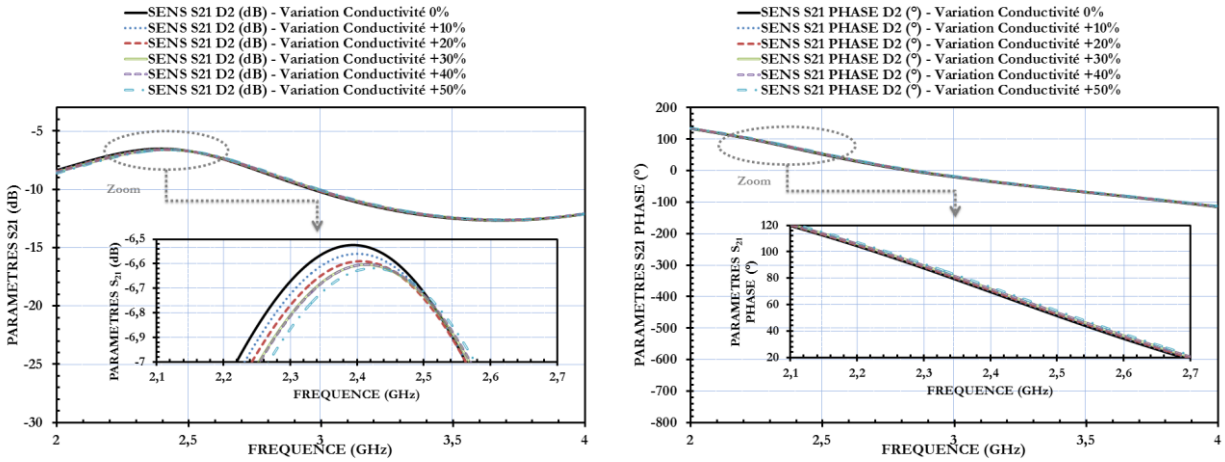 SENS S21 D2 (dB) - Variation Conductivité 0%
SENS S21 D2 (dB) - Variation Conductivité +10%
SENS S21 D2 (dB) - Variation Conductivité +20%
SENS S21 D2 (dB) - Variation Conductivité +30%
SENS S21 D2 (dB) - Variation Conductivité +40%
SENS S21 D2 (dB) - Variation Conductivité +50%
PARAMETRES S21 (dB)
-5
-10
-15
-20
-25
-30
Zoom
PARAMETRES S21 (dB)
-6,5
-6,6
-6,7
-6,8
-6,9
-7
2,1 2,2 2,3 2,4 2,5 2,6 2,7
FREQUENCE (GHz)
2 2,5 3 3,5 4
FREQUENCE (GHz)
SENS S21 PHASE D2 (°) - Variation Conductivité 0%
SENS S21 PHASE D2 (°) - Variation Conductivité +10%
SENS S21 PHASE D2 (°) - Variation Conductivité +20%
SENS S21 PHASE D2 (°) - Variation Conductivité +30%
SENS S21 PHASE D2 (°) - Variation Conductivité +40%
SENS S21 PHASE D2 (°) - Variation Conductivité +50%
PARAMETRES S21 PHASE (°)
200
100
0
-100
-200
-300
-400
-500
-600
-700
-800
Zoom
PARAMETRES S21
PHASE (°)
120
100
80
60
40
20
2,1 2,2 2,3 2,4 2,5 2,6 2,7
FREQUENCE (GHz)
2 2,5 3 3,5 4
FREQUENCE (GHz)